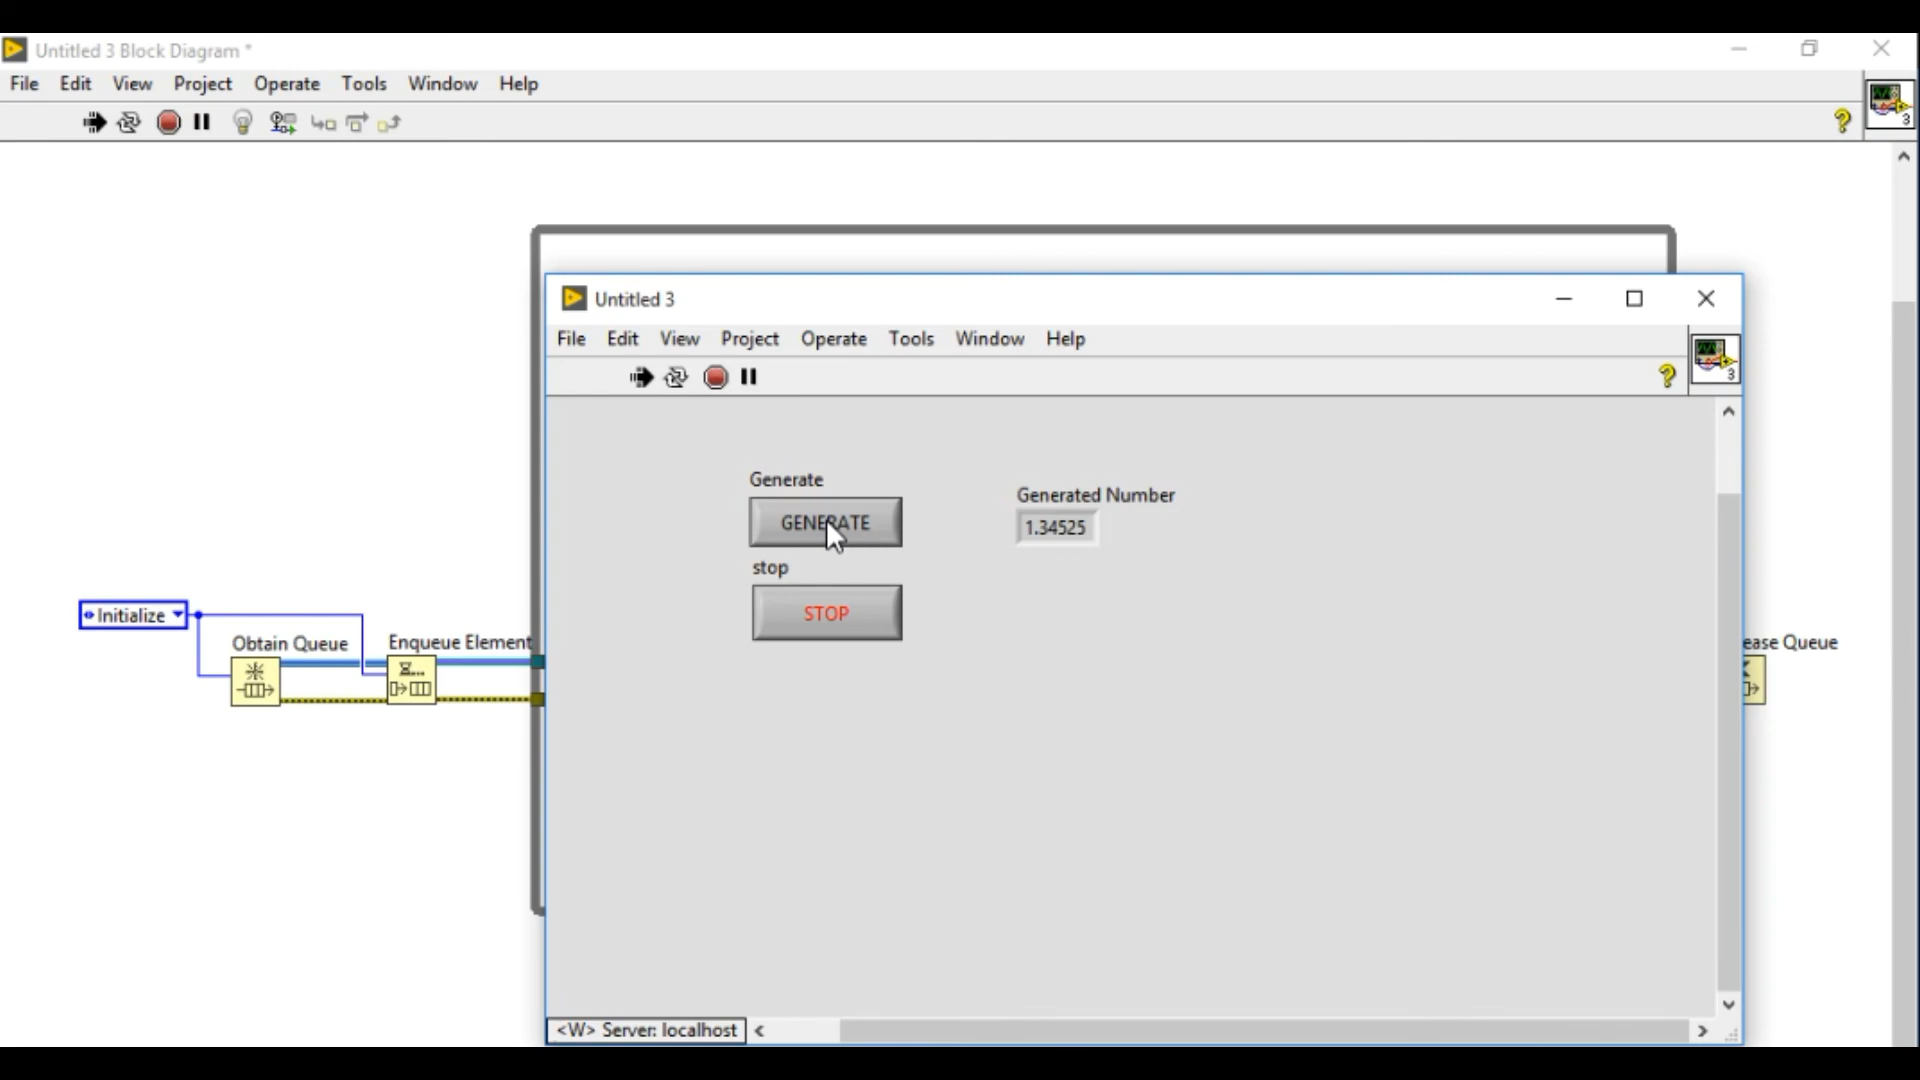 Untitled 3 Block Diagram *
File Edit View Project Operate Tools Window Help
3
Untitled 3
File Edit View Project Operate Tools Window Help
3
Generate
GENERATE
Generated Number
1.34525
stop
STOP
Initialize
Obtain Queue
Enqueue Element
ease Queue
<W> Server: localhost